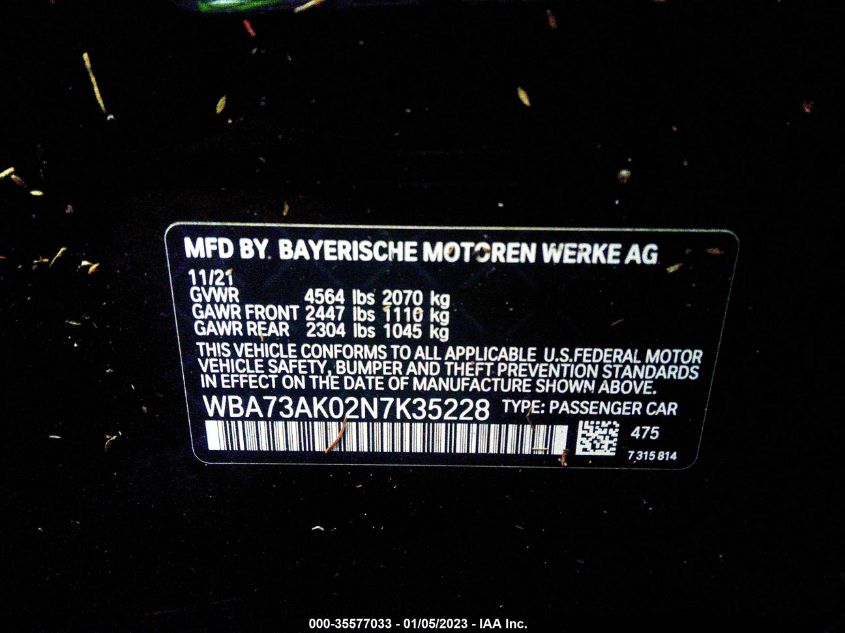 MFD BY. BAYERISCHE MOTOREN WERKE AG
11/21
GVWR 4564 lbs 2070 kg
GAWR FRONT 2447 lbs 1110 kg
GAWR REAR 2304 lbs 1045 kg
THIS VEHICLE CONFORMS TO ALL APPLICABLE U.S.FEDERAL MOTOR
VEHICLE SAFETY, BUMPER AND THEFT PREVENTION STANDARDS
IN EFFECT ON THE DATE OF MANUFACTURE SHOWN ABOVE.
WBA73AK02N7K35228 TYPE: PASSENGER CAR
475
7 315 814
000-35577033 - 01/05/2023 - IAA Inc.